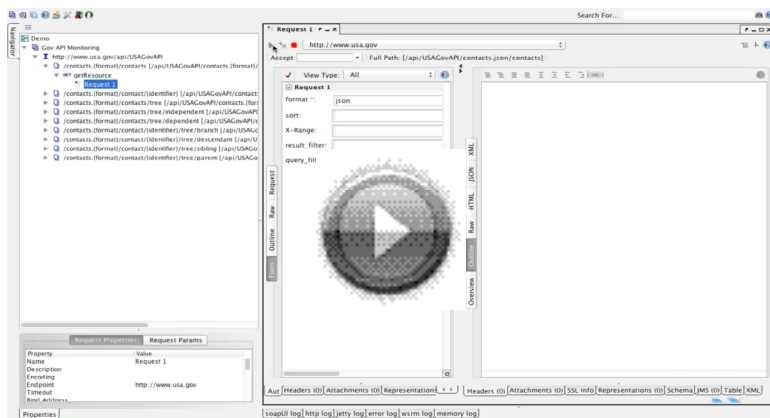 Search For...
Navigator
Demo
Gov API Monitoring
http://www.usa.gov/api/USAGovAPI
/contacts.{format}/contacts [/api/USAGovAPI/contacts.{format}/
GET getResource
Request 1
/contacts.{format}/contact/{identifier} [/api/USAGovAPI/contacts
/contacts.{format}/contacts/tree [/api/USAGovAPI/contacts.{for
/contacts.{format}/contacts/tree/independent [/api/USAGovAPI
/contacts.{format}/contacts/tree/dependent [/api/USAGovAPI/c
/contacts.{format}/contact/{identifier}/tree/branch [/api/USAGo
/contacts.{format}/contact/{identifier}/tree/descendant [/api/U
/contacts.{format}/contact/{identifier}/tree/sibling [/api/USAGo
/contacts.{format}/contact/{identifier}/tree/parent [/api/USAGo
Request Properties Request Params
Property Value
Name Request 1
Description
Encoding
Endpoint http://www.usa.gov
Timeout
Bind Address
Properties
Request 1
http://www.usa.gov
Accept Full Path: [/api/USAGovAPI/contacts.json/contacts]
View Type: All
Request 1
format *: json
sort:
X-Range:
result_filter:
query_filt
Request
Raw
Outline
Form
XML
JSON
HTML
Raw
Outline
Overview
Aut Headers (0) Attachments (0) Representations
Headers (0) Attachments (0) SSL Info Representations (0) Schema JMS (0) Table XML
soapUI log http log jetty log error log wsrm log memory log